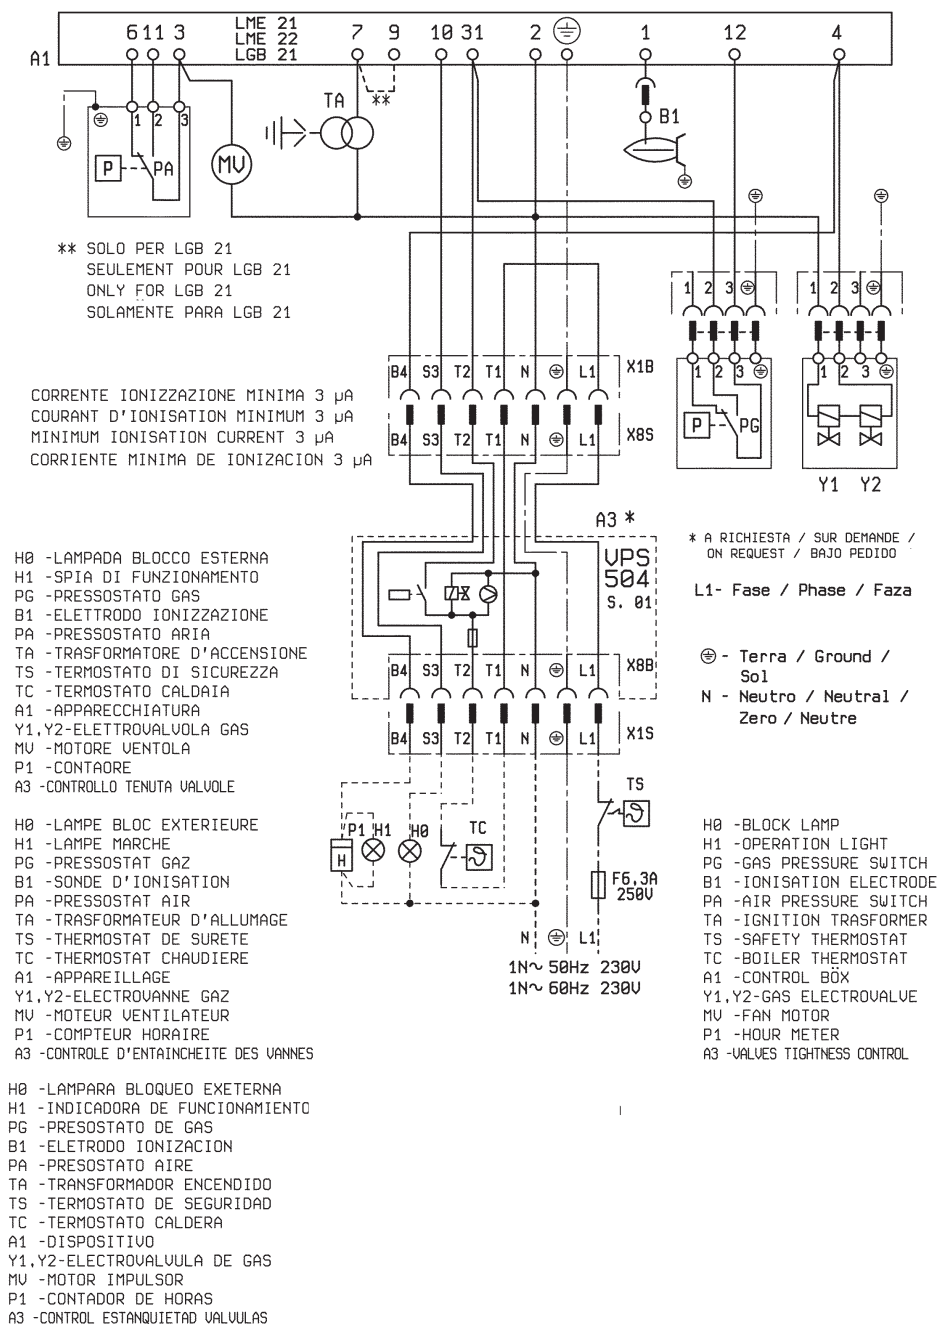 LME 21
LME 22
LGB 21
6 11 3 7 9 10 31 2 1 12 4
A1
TA
**
B1
1 2 3
P PA
MV
** SOLO PER LGB 21
SEULEMENT POUR LGB 21
ONLY FOR LGB 21
SOLAMENTE PARA LGB 21
1 2 3
1 2 3
1 2 3
1 2 3
P PG
Y1 Y2
B4 S3 T2 T1 N L1 X1B
B4 S3 T2 T1 N L1 X8S
CORRENTE IONIZZAZIONE MINIMA 3 µA
COURANT D'IONISATION MINIMUM 3 µA
MINIMUM IONISATION CURRENT 3 µA
CORRIENTE MINIMA DE IONIZACION 3 µA
A3 *
VPS
504
S. 01
* A RICHIESTA / SUR DEMANDE /
ON REQUEST / BAJO PEDIDO
L1- Fase / Phase / Faza
- Terra / Ground /
Sol
N - Neutro / Neutral /
Zero / Neutre
B4 S3 T2 T1 N L1 X8B
B4 S3 T2 T1 N L1 X1S
TS
P1 H1 H0 TC
H
F6,3A
250V
N L1
1N~ 50Hz 230V
1N~ 60Hz 230V
H0 -LAMPADA BLOCCO ESTERNA
H1 -SPIA DI FUNZIONAMENTO
PG -PRESSOSTATO GAS
B1 -ELETTRODO IONIZZAZIONE
PA -PRESSOSTATO ARIA
TA -TRASFORMATORE D'ACCENSIONE
TS -TERMOSTATO DI SICUREZZA
TC -TERMOSTATO CALDAIA
A1 -APPARECCHIATURA
Y1,Y2-ELETTROVALVOLA GAS
MV -MOTORE VENTOLA
P1 -CONTAORE
A3 -CONTROLLO TENUTA VALVOLE
H0 -LAMPE BLOC EXTERIEURE
H1 -LAMPE MARCHE
PG -PRESSOSTAT GAZ
B1 -SONDE D'IONISATION
PA -PRESSOSTAT AIR
TA -TRASFORMATEUR D'ALLUMAGE
TS -THERMOSTAT DE SURETE
TC -THERMOSTAT CHAUDIERE
A1 -APPAREILLAGE
Y1,Y2-ELECTROVANNE GAZ
MV -MOTEUR VENTILATEUR
P1 -COMPTEUR HORAIRE
A3 -CONTROLE D'ENTAINCHEITE DES VANNES
H0 -BLOCK LAMP
H1 -OPERATION LIGHT
PG -GAS PRESSURE SWITCH
B1 -IONISATION ELECTRODE
PA -AIR PRESSURE SWITCH
TA -IGNITION TRASFORMER
TS -SAFETY THERMOSTAT
TC -BOILER THERMOSTAT
A1 -CONTROL BÖX
Y1,Y2-GAS ELECTROVALVE
MV -FAN MOTOR
P1 -HOUR METER
A3 -VALVES TIGHTNESS CONTROL
H0 -LAMPARA BLOQUEO EXETERNA
H1 -INDICADORA DE FUNCIONAMIENTO
PG -PRESOSTATO DE GAS
B1 -ELETRODO IONIZACION
PA -PRESOSTATO AIRE
TA -TRANSFORMADOR ENCENDIDO
TS -TERMOSTATO DE SEGURIDAD
TC -TERMOSTATO CALDERA
A1 -DISPOSITIVO
Y1,Y2-ELECTROVALVULA DE GAS
MV -MOTOR IMPULSOR
P1 -CONTADOR DE HORAS
A3 -CONTROL ESTANQUIETAD VALVULAS